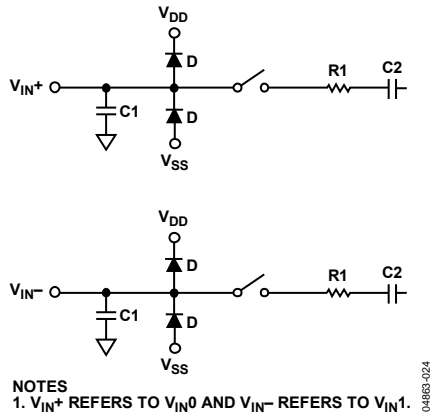 VDD
D
VIN+
R1
C2
C1
D
VSS
VDD
D
VIN–
R1
C2
C1
D
VSS
NOTES
1. VIN+ REFERS TO VIN0 AND VIN– REFERS TO VIN1.
04863-024